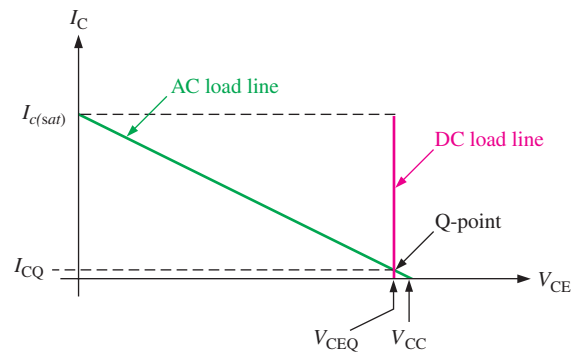 I_C
AC load line
I_c(sat)
DC load line
Q-point
I_CQ
V_CE
V_CEQ
V_CC